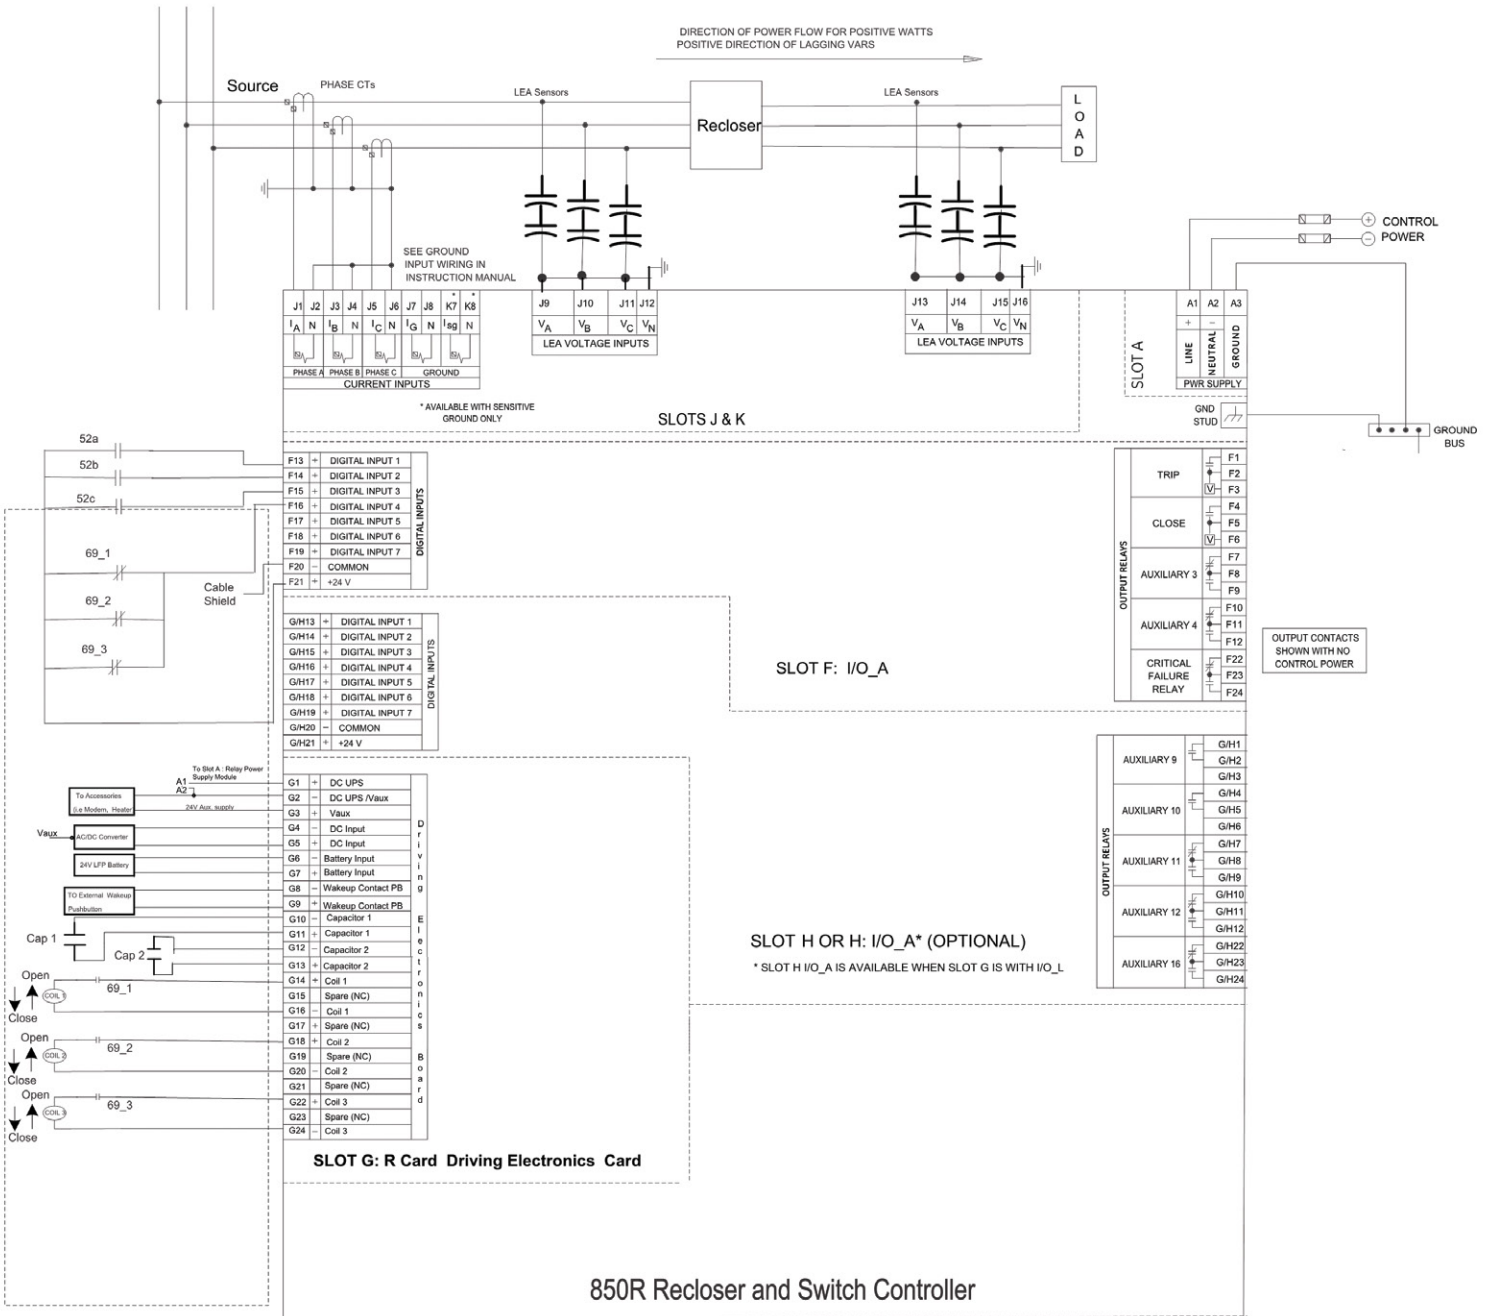 DIRECTION OF POWER FLOW FOR POSITIVE WATTS
POSITIVE DIRECTION OF LAGGING VARS
Source
PHASE CTs
LEA Sensors
LEA Sensors
Recloser
L
O
A
D
CONTROL
POWER
SEE GROUND
INPUT WIRING IN
INSTRUCTION MANUAL
J1 J2 J3 J4 J5 J6 J7 J8 K7* K8*
IA N IB N IC N IG N Isg N
PHASE A PHASE B PHASE C GROUND
CURRENT INPUTS
* AVAILABLE WITH SENSITIVE
GROUND ONLY
J9 J10 J11 J12
VA VB VC VN
LEA VOLTAGE INPUTS
J13 J14 J15 J16
VA VB VC VN
LEA VOLTAGE INPUTS
SLOTS J & K
SLOT A
A1 A2 A3
+ −
LINE
NEUTRAL
GROUND
PWR SUPPLY
GND
STUD
GROUND
BUS
52a
52b
52c
69_1
69_2
69_3
Cable
Shield
F13 + DIGITAL INPUT 1
F14 + DIGITAL INPUT 2
F15 + DIGITAL INPUT 3
F16 + DIGITAL INPUT 4
F17 + DIGITAL INPUT 5
F18 + DIGITAL INPUT 6
F19 + DIGITAL INPUT 7
F20 − COMMON
F21 + +24 V
DIGITAL INPUTS
G/H13 + DIGITAL INPUT 1
G/H14 + DIGITAL INPUT 2
G/H15 + DIGITAL INPUT 3
G/H16 + DIGITAL INPUT 4
G/H17 + DIGITAL INPUT 5
G/H18 + DIGITAL INPUT 6
G/H19 + DIGITAL INPUT 7
G/H20 − COMMON
G/H21 + +24 V
DIGITAL INPUTS
SLOT F: I/O_A
OUTPUT RELAYS
TRIP
F1
F2
V F3
CLOSE
F4
F5
V F6
AUXILIARY 3
F7
F8
F9
AUXILIARY 4
F10
F11
F12
CRITICAL
FAILURE
RELAY
F22
F23
F24
OUTPUT CONTACTS
SHOWN WITH NO
CONTROL POWER
OUTPUT RELAYS
AUXILIARY 9
G/H1
G/H2
G/H3
AUXILIARY 10
G/H4
G/H5
G/H6
AUXILIARY 11
G/H7
G/H8
G/H9
AUXILIARY 12
G/H10
G/H11
G/H12
AUXILIARY 16
G/H22
G/H23
G/H24
SLOT H OR H: I/O_A* (OPTIONAL)
* SLOT H I/O_A IS AVAILABLE WHEN SLOT G IS WITH I/O_L
To Slot A : Relay Power
Supply Module
A1
A2
To Accessories
(i.e Modem, Heater
24V Aux. supply
Vaux
AC/DC Converter
24V LFP Battery
TO External Wakeup
Pushbutton
Cap 1
Cap 2
Open
COIL 1
Close
69_1
Open
COIL 2
Close
69_2
Open
COIL 3
Close
69_3
G1 + DC UPS
G2 − DC UPS /Vaux
G3 + Vaux
G4 − DC Input
G5 + DC Input
G6 − Battery Input
G7 + Battery Input
G8 − Wakeup Contact PB
G9 + Wakeup Contact PB
G10 − Capacitor 1
G11 + Capacitor 1
G12 − Capacitor 2
G13 + Capacitor 2
G14 + Coil 1
G15 Spare (NC)
G16 − Coil 1
G17 + Spare (NC)
G18 + Coil 2
G19 Spare (NC)
G20 − Coil 2
G21 Spare (NC)
G22 + Coil 3
G23 Spare (NC)
G24 − Coil 3
Driving Electronics Board
SLOT G: R Card Driving Electronics Card
850R Recloser and Switch Controller